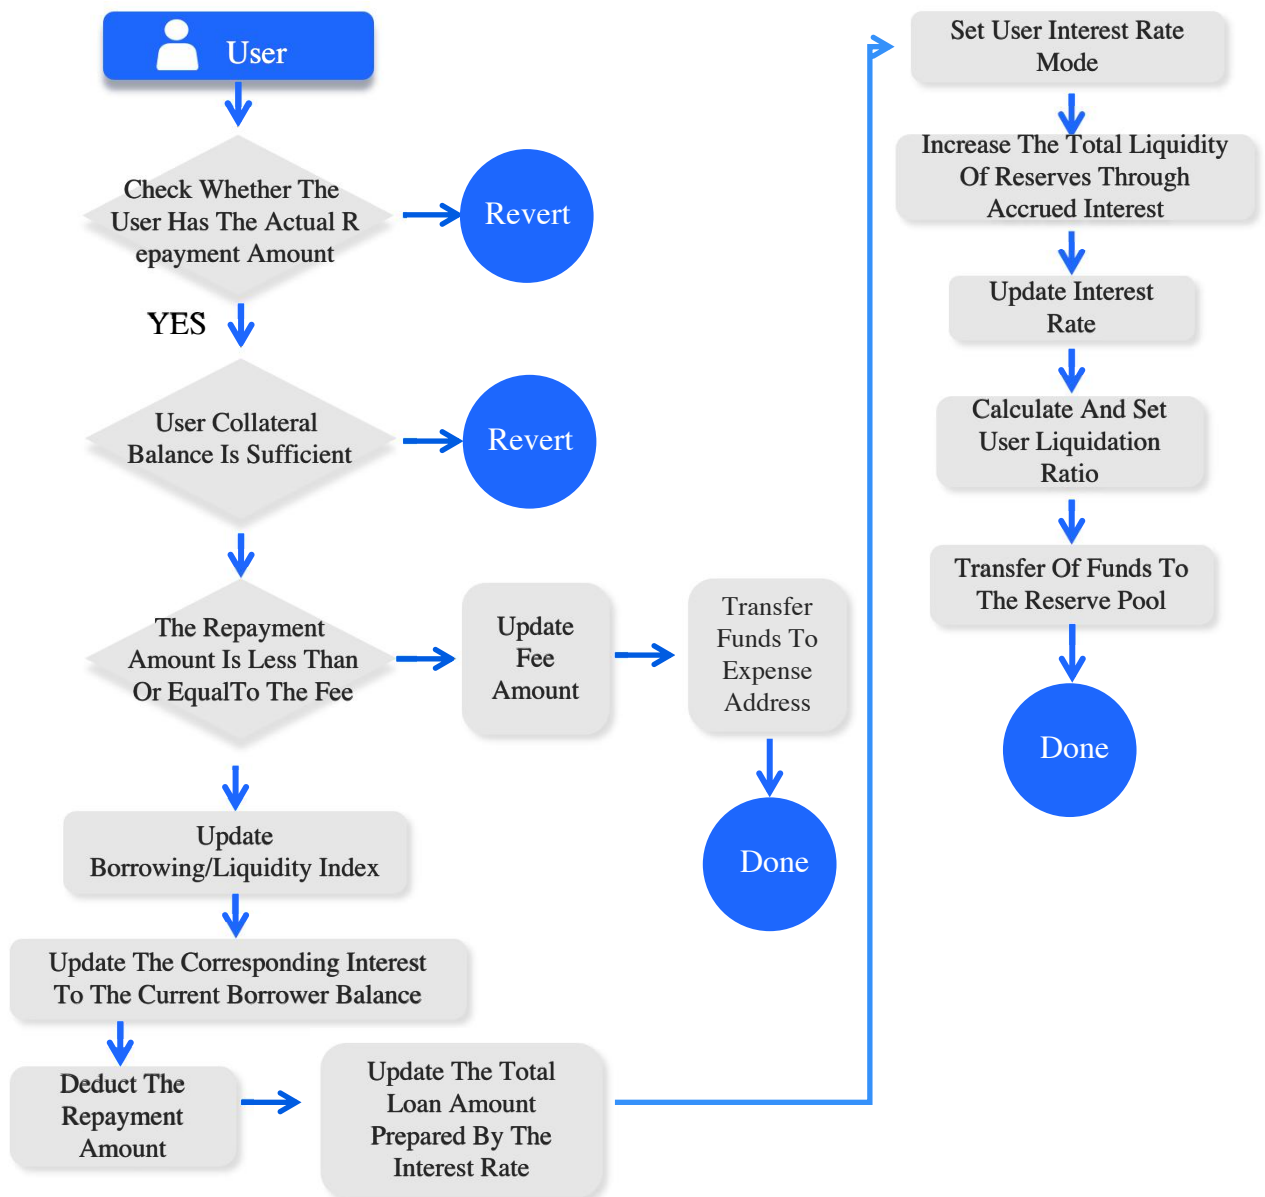 User
Check Whether The
User Has The Actual R
epayment Amount
Revert
YES
User Collateral
Balance Is Sufficient
Revert
The Repayment
Amount Is Less Than
Or EqualTo The Fee
Update
Fee
Amount
Transfer
Funds To
Expense
Address
Done
Update
Borrowing/Liquidity Index
Update The Corresponding Interest
To The Current Borrower Balance
Deduct The
Repayment
Amount
Update The Total
Loan Amount
Prepared By The
Interest Rate
Set User Interest Rate
Mode
Increase The Total Liquidity
Of Reserves Through
Accrued Interest
Update Interest
Rate
Calculate And Set
User Liquidation
Ratio
Transfer Of Funds To
The Reserve Pool
Done